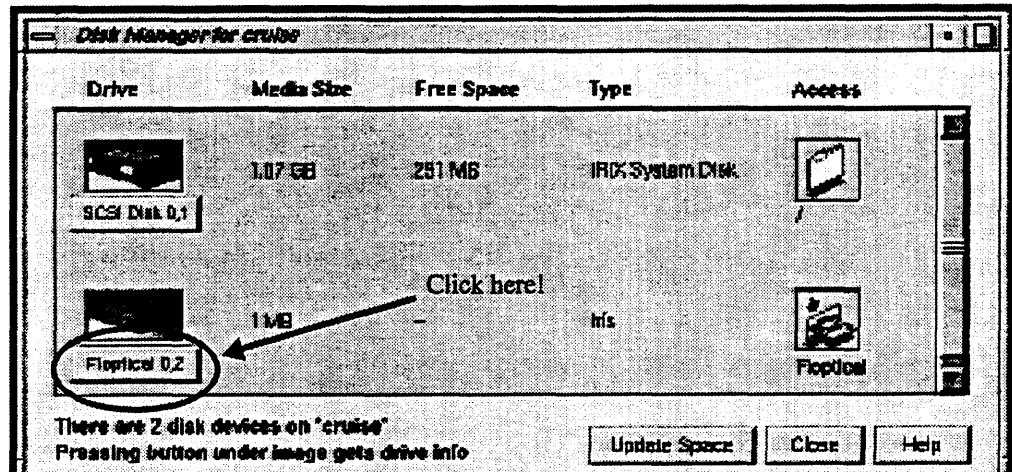 Disk Manager for cruise
Drive Media Size Free Space Type Access
1.07 GB 291 MB IRIX System Disk
SCSI Disk 0,1 /
Click here!
1 MB – hfs
Floptical 0,2 Floptical
There are 2 disk devices on "cruise"
Pressing button under image gets drive info
Update Space Close Help